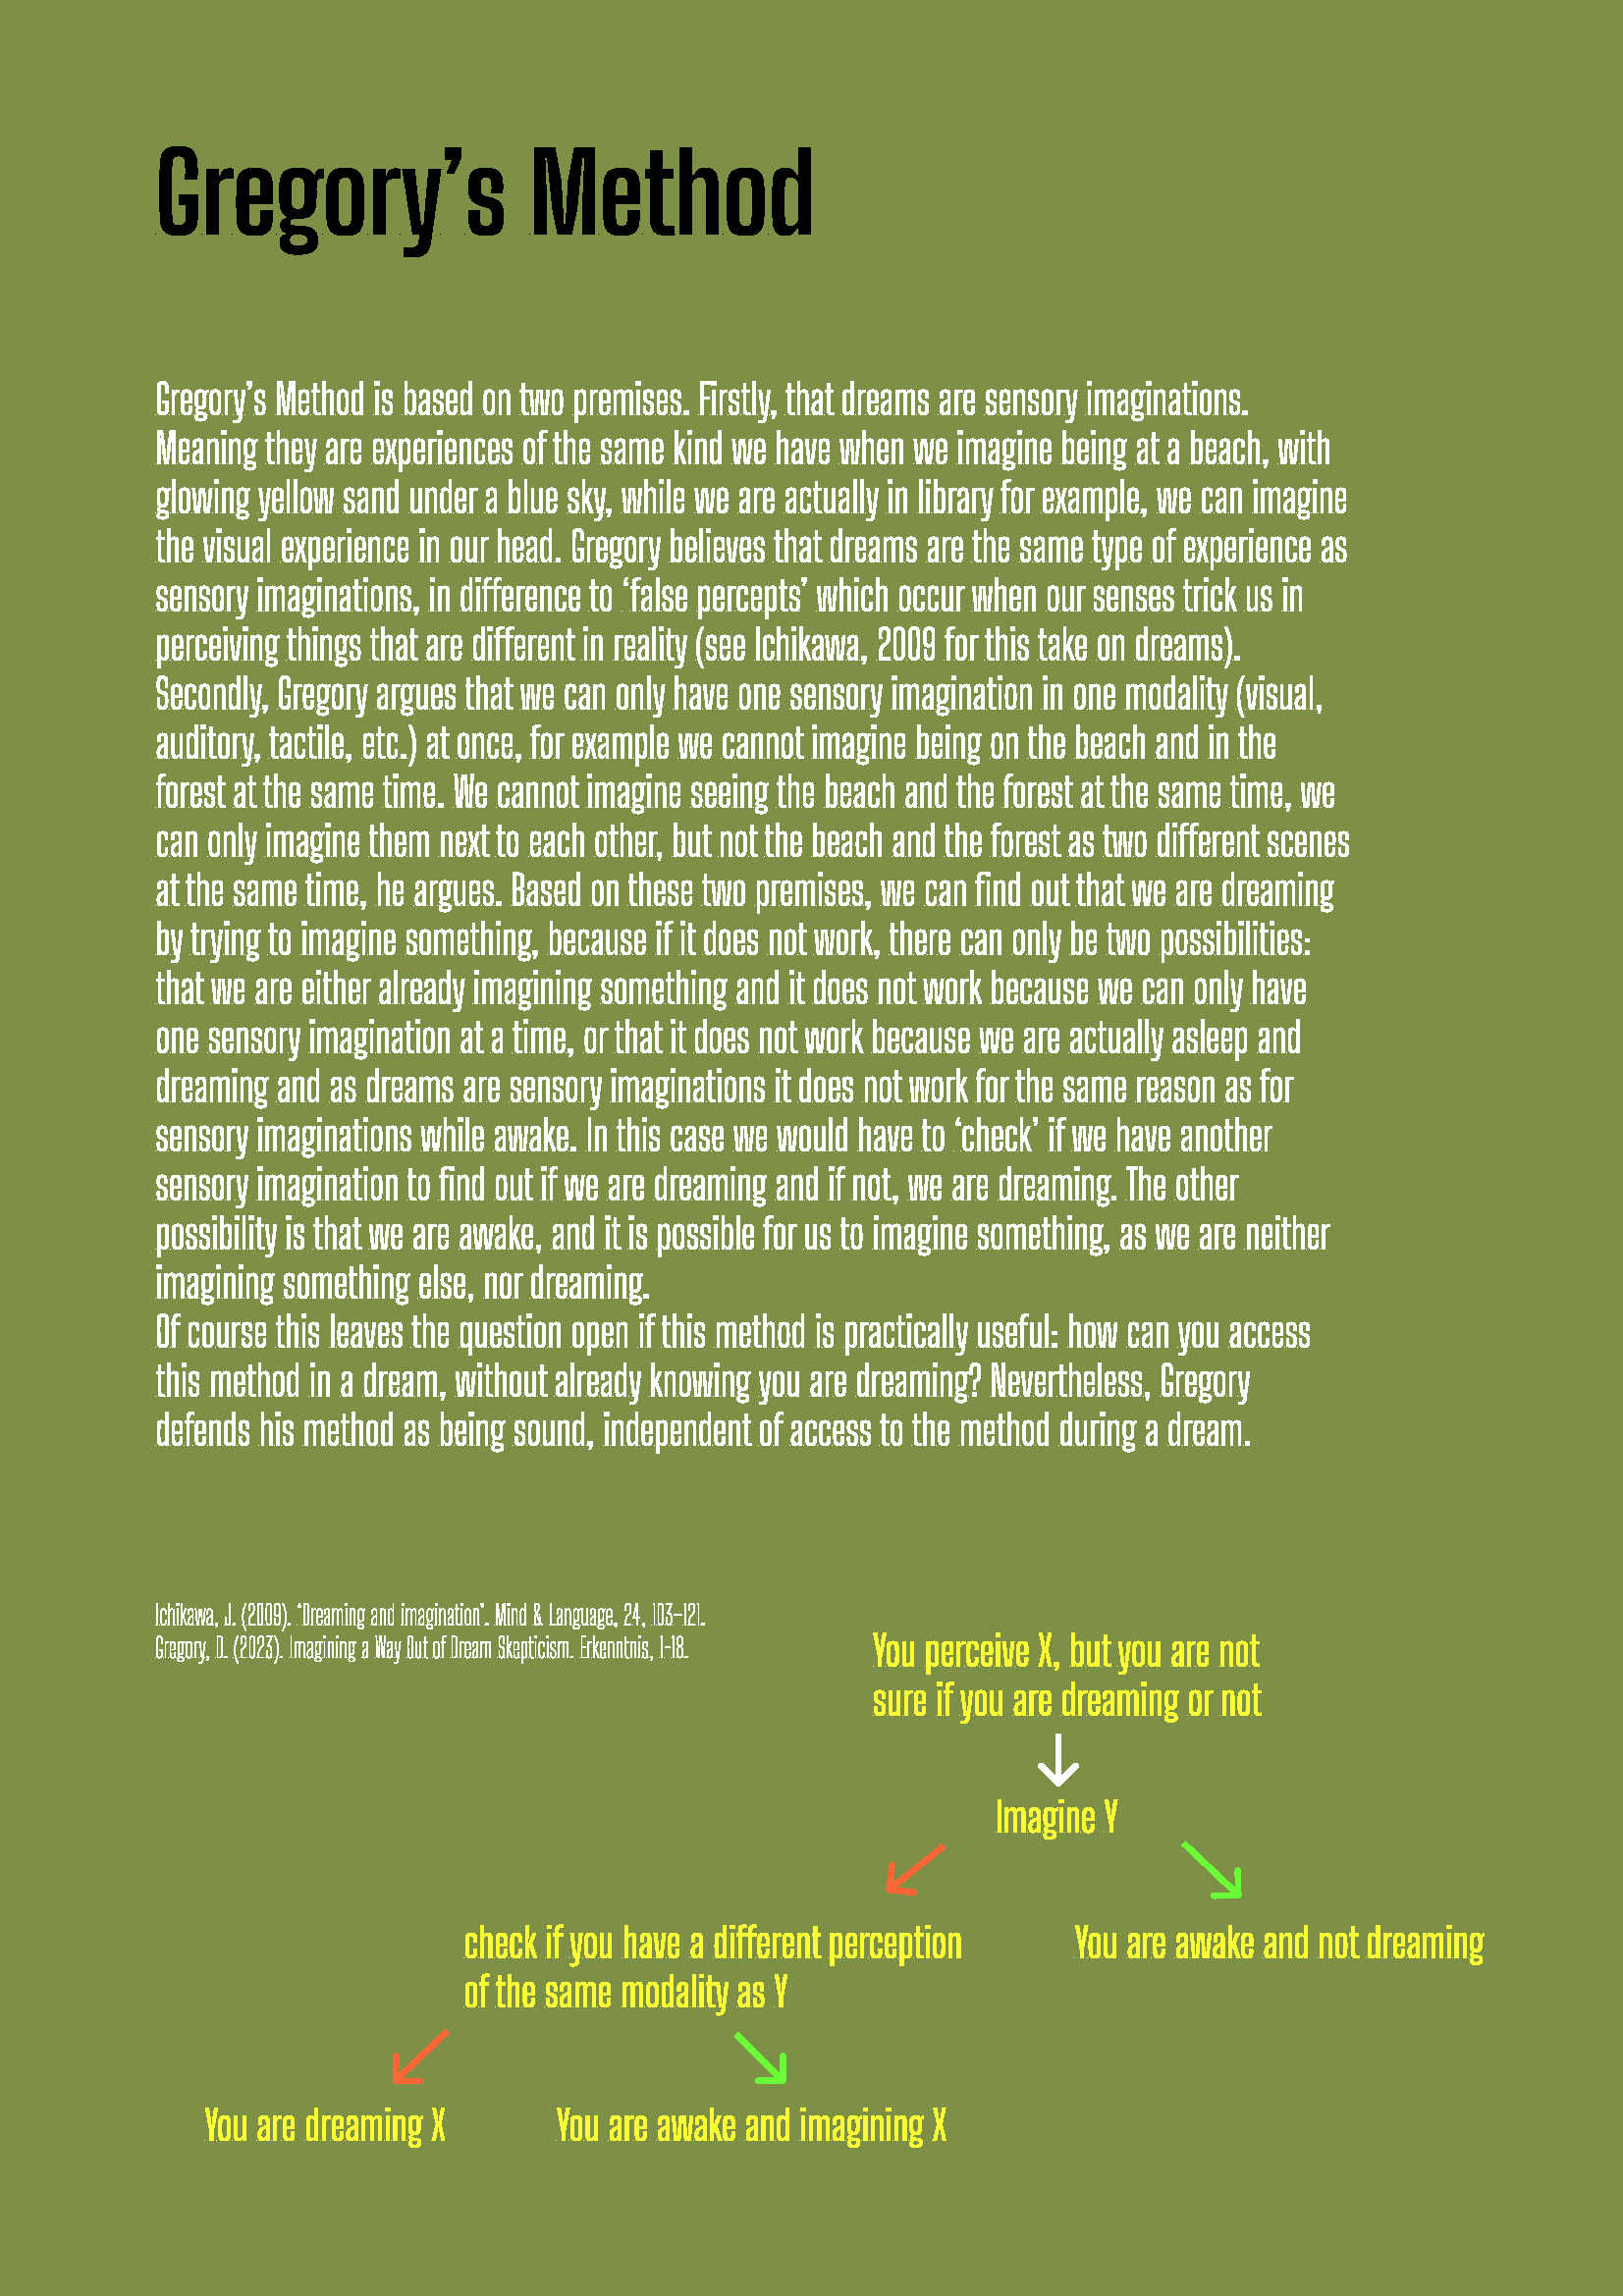 Gregory’s Method
Gregory’s Method is based on two premises. Firstly, that dreams are sensory imaginations.
Meaning they are experiences of the same kind we have when we imagine being at a beach, with
glowing yellow sand under a blue sky, while we are actually in library for example, we can imagine
the visual experience in our head. Gregory believes that dreams are the same type of experience as
sensory imaginations, in difference to ‘false percepts’ which occur when our senses trick us in
perceiving things that are different in reality (see Ichikawa, 2009 for this take on dreams).
Secondly, Gregory argues that we can only have one sensory imagination in one modality (visual,
auditory, tactile, etc.) at once, for example we cannot imagine being on the beach and in the
forest at the same time. We cannot imagine seeing the beach and the forest at the same time, we
can only imagine them next to each other, but not the beach and the forest as two different scenes
at the same time, he argues. Based on these two premises, we can find out that we are dreaming
by trying to imagine something, because if it does not work, there can only be two possibilities:
that we are either already imagining something and it does not work because we can only have
one sensory imagination at a time, or that it does not work because we are actually asleep and
dreaming and as dreams are sensory imaginations it does not work for the same reason as for
sensory imaginations while awake. In this case we would have to ‘check’ if we have another
sensory imagination to find out if we are dreaming and if not, we are dreaming. The other
possibility is that we are awake, and it is possible for us to imagine something, as we are neither
imagining something else, nor dreaming.
Of course this leaves the question open if this method is practically useful: how can you access
this method in a dream, without already knowing you are dreaming? Nevertheless, Gregory
defends his method as being sound, independent of access to the method during a dream.
Ichikawa, J. (2009). ‘Dreaming and imagination’. Mind & Language, 24, 103–121.
Gregory, D. (2023). Imagining a Way Out of Dream Skepticism. Erkenntnis, 1-18.
You perceive X, but you are not
sure if you are dreaming or not
Imagine Y
check if you have a different perception
of the same modality as Y
You are awake and not dreaming
You are dreaming X
You are awake and imagining X